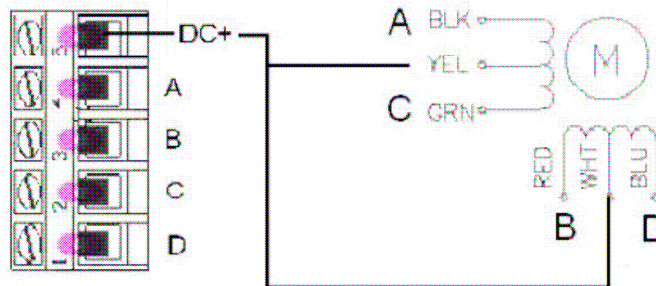 5 DC+
4 A
3 B
2 C
1 D
A BLK
YEL
C GRN
M
RED WHT BLU
B D